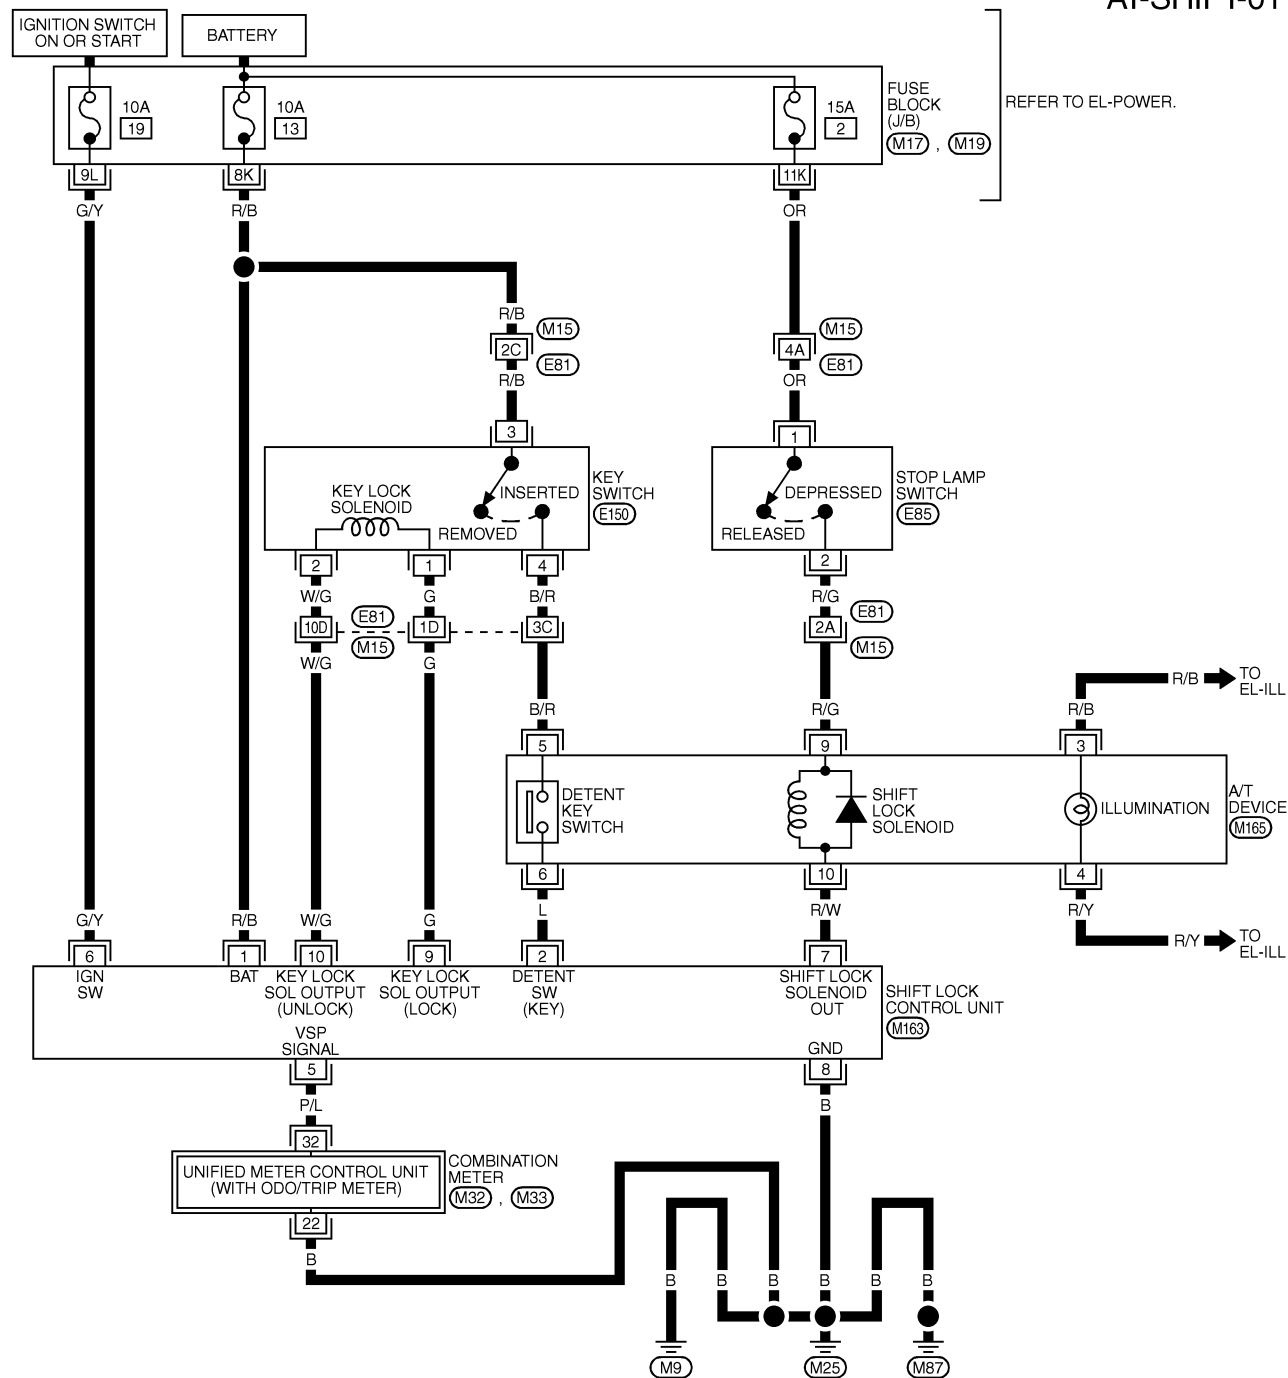 AT-SHIFT-01
IGNITION SWITCH
ON OR START
BATTERY
10A
19
10A
13
15A
2
FUSE
BLOCK
(J/B)
M17 , M19
REFER TO EL-POWER.
9L
8K
11K
G/Y
R/B
OR
R/B
M15
M15
2C
4A
E81
E81
R/B
OR
3
1
KEY LOCK
SOLENOID
INSERTED
REMOVED
KEY
SWITCH
E150
DEPRESSED
RELEASED
STOP LAMP
SWITCH
E85
2
1
4
2
W/G
G
B/R
R/G
10D
E81
M15
1D
3C
2A
E81
M15
W/G
G
B/R
R/G
R/B
R/B
TO
EL-ILL
5
9
3
DETENT
KEY
SWITCH
SHIFT
LOCK
SOLENOID
ILLUMINATION
A/T
DEVICE
M165
6
10
4
G/Y
R/B
W/G
G
L
R/W
R/Y
R/Y
TO
EL-ILL
6
1
10
9
2
7
IGN
SW
BAT
KEY LOCK
SOL OUTPUT
(UNLOCK)
KEY LOCK
SOL OUTPUT
(LOCK)
DETENT
SW
(KEY)
SHIFT LOCK
SOLENOID
OUT
SHIFT LOCK
CONTROL UNIT
M163
VSP
SIGNAL
GND
5
8
P/L
B
32
UNIFIED METER CONTROL UNIT
(WITH ODO/TRIP METER)
COMBINATION
METER
M32 , M33
22
B
B
B
B
B
B
B
M9
M25
M87